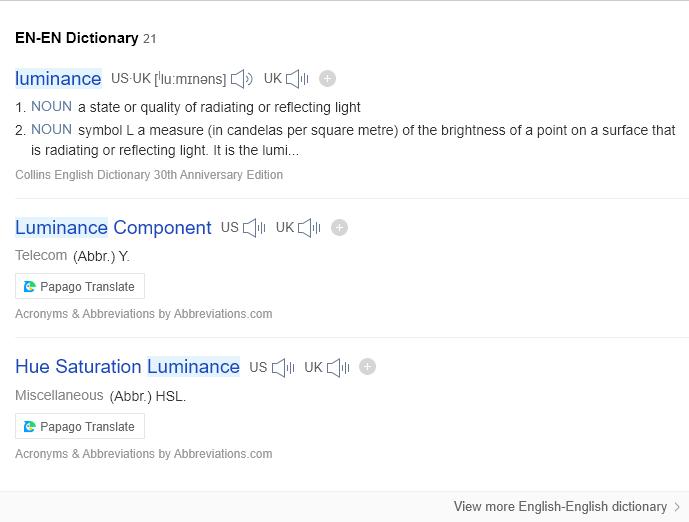 EN-EN Dictionary 21
luminance US·UK [ˈluːmɪnəns] UK
1. NOUN a state or quality of radiating or reflecting light
2. NOUN symbol L a measure (in candelas per square metre) of the brightness of a point on a surface that
is radiating or reflecting light. It is the lumi...
Collins English Dictionary 30th Anniversary Edition
Luminance Component US UK
Telecom (Abbr.) Y.
Papago Translate
Acronyms & Abbreviations by Abbreviations.com
Hue Saturation Luminance US UK
Miscellaneous (Abbr.) HSL.
Papago Translate
Acronyms & Abbreviations by Abbreviations.com
View more English-English dictionary